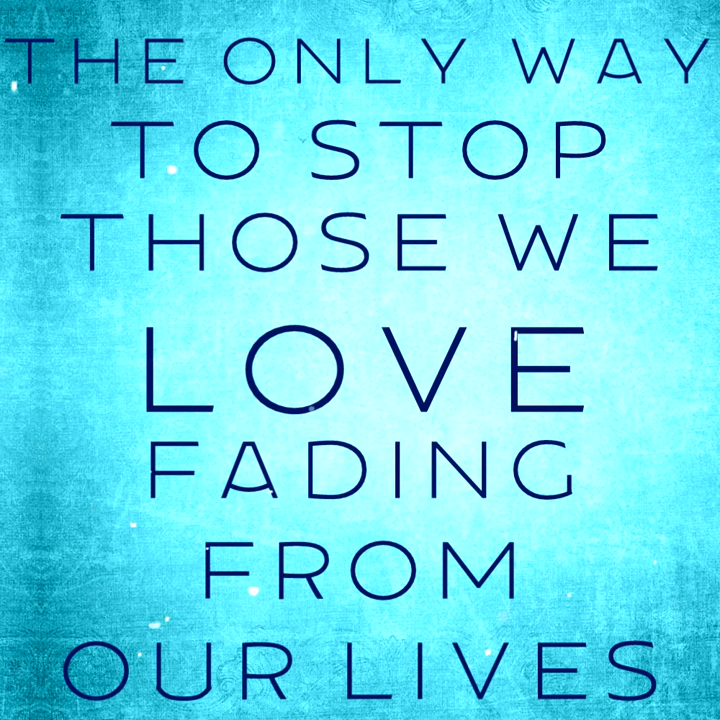 THE ONLY WAY
TO STOP
THOSE WE
LOVE
FADING
FROM
OUR LIVES